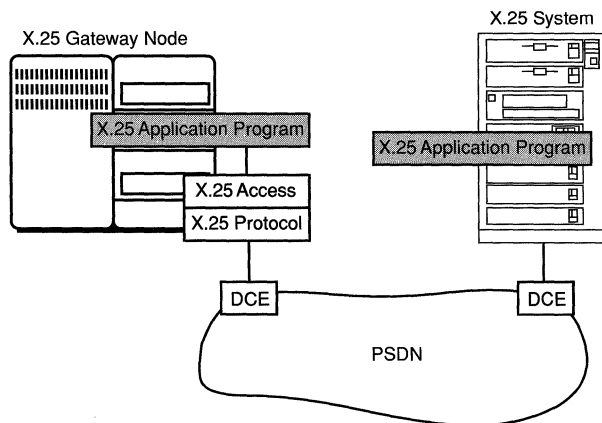 X.25 System
X.25 Gateway Node
X.25 Application Program
X.25 Application Program
X.25 Access
X.25 Protocol
DCE
DCE
PSDN